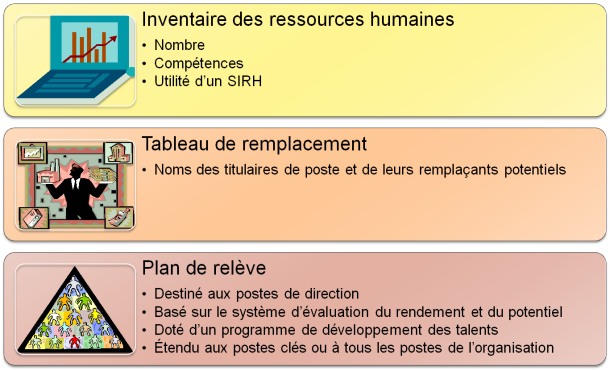 Inventaire des ressources humaines
• Nombre
• Compétences
• Utilité d'un SIRH
Tableau de remplacement
• Noms des titulaires de poste et de leurs remplaçants potentiels
Plan de relève
• Destiné aux postes de direction
• Basé sur le système d'évaluation du rendement et du potentiel
• Doté d'un programme de développement des talents
• Étendu aux postes clés ou à tous les postes de l'organisation